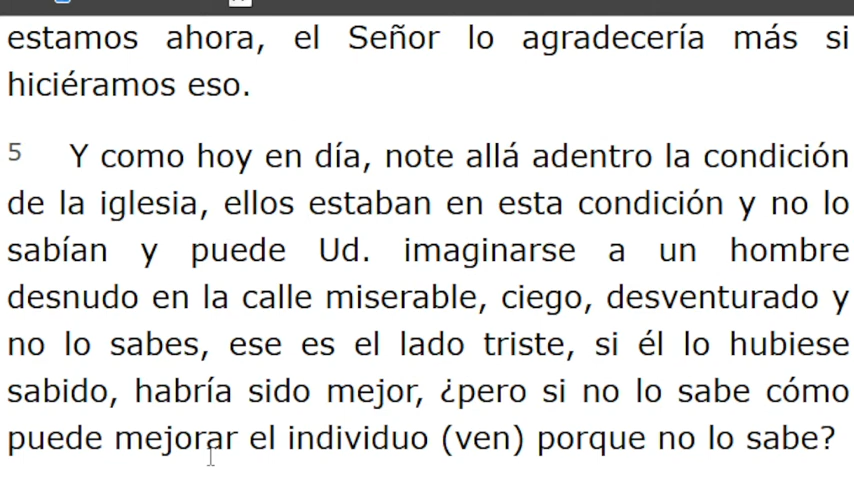 estamos ahora, el Señor lo agradecería más si
hiciéramos eso.
5 Y como hoy en día, note allá adentro la condición
de la iglesia, ellos estaban en esta condición y no lo
sabían y puede Ud. imaginarse a un hombre
desnudo en la calle miserable, ciego, desventurado y
no lo sabes, ese es el lado triste, si él lo hubiese
sabido, habría sido mejor, ¿pero si no lo sabe cómo
puede mejorar el individuo (ven) porque no lo sabe?